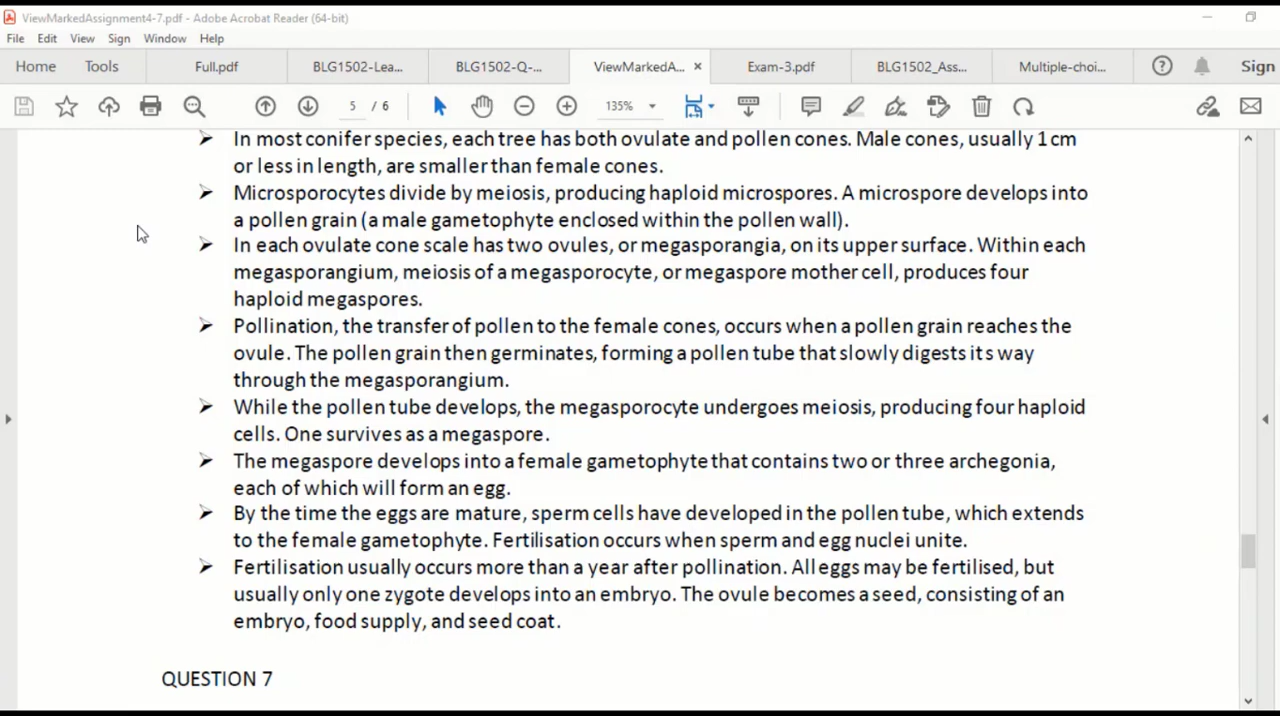 ViewMarkedAssignment4-7.pdf - Adobe Acrobat Reader (64-bit)
File Edit View Sign Window Help
Home Tools Full.pdf BLG1502-Lea... BLG1502-Q-... ViewMarkedA... × Exam-3.pdf BLG1502_Ass... Multiple-choi... Sign
5 / 6 135%
➢ In most conifer species, each tree has both ovulate and pollen cones. Male cones, usually 1 cm
or less in length, are smaller than female cones.
➢ Microsporocytes divide by meiosis, producing haploid microspores. A microspore develops into
a pollen grain (a male gametophyte enclosed within the pollen wall).
➢ In each ovulate cone scale has two ovules, or megasporangia, on its upper surface. Within each
megasporangium, meiosis of a megasporocyte, or megaspore mother cell, produces four
haploid megaspores.
➢ Pollination, the transfer of pollen to the female cones, occurs when a pollen grain reaches the
ovule. The pollen grain then germinates, forming a pollen tube that slowly digests its way
through the megasporangium.
➢ While the pollen tube develops, the megasporocyte undergoes meiosis, producing four haploid
cells. One survives as a megaspore.
➢ The megaspore develops into a female gametophyte that contains two or three archegonia,
each of which will form an egg.
➢ By the time the eggs are mature, sperm cells have developed in the pollen tube, which extends
to the female gametophyte. Fertilisation occurs when sperm and egg nuclei unite.
➢ Fertilisation usually occurs more than a year after pollination. All eggs may be fertilised, but
usually only one zygote develops into an embryo. The ovule becomes a seed, consisting of an
embryo, food supply, and seed coat.
QUESTION 7